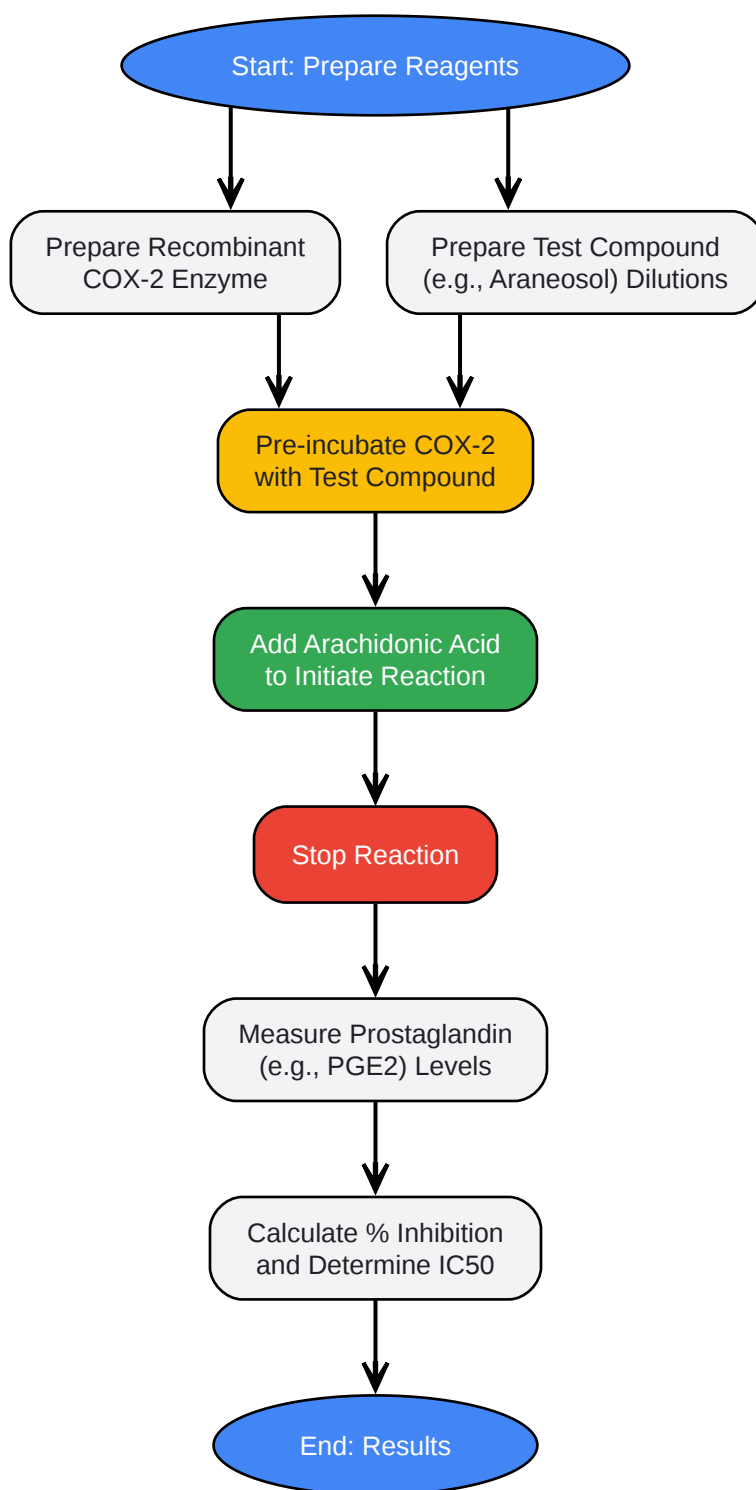 Start: Prepare Reagents
Prepare Recombinant
COX-2 Enzyme
Prepare Test Compound
(e.g., Araneosol) Dilutions
Pre-incubate COX-2
with Test Compound
Add Arachidonic Acid
to Initiate Reaction
Stop Reaction
Measure Prostaglandin
(e.g., PGE2) Levels
Calculate % Inhibition
and Determine IC50
End: Results